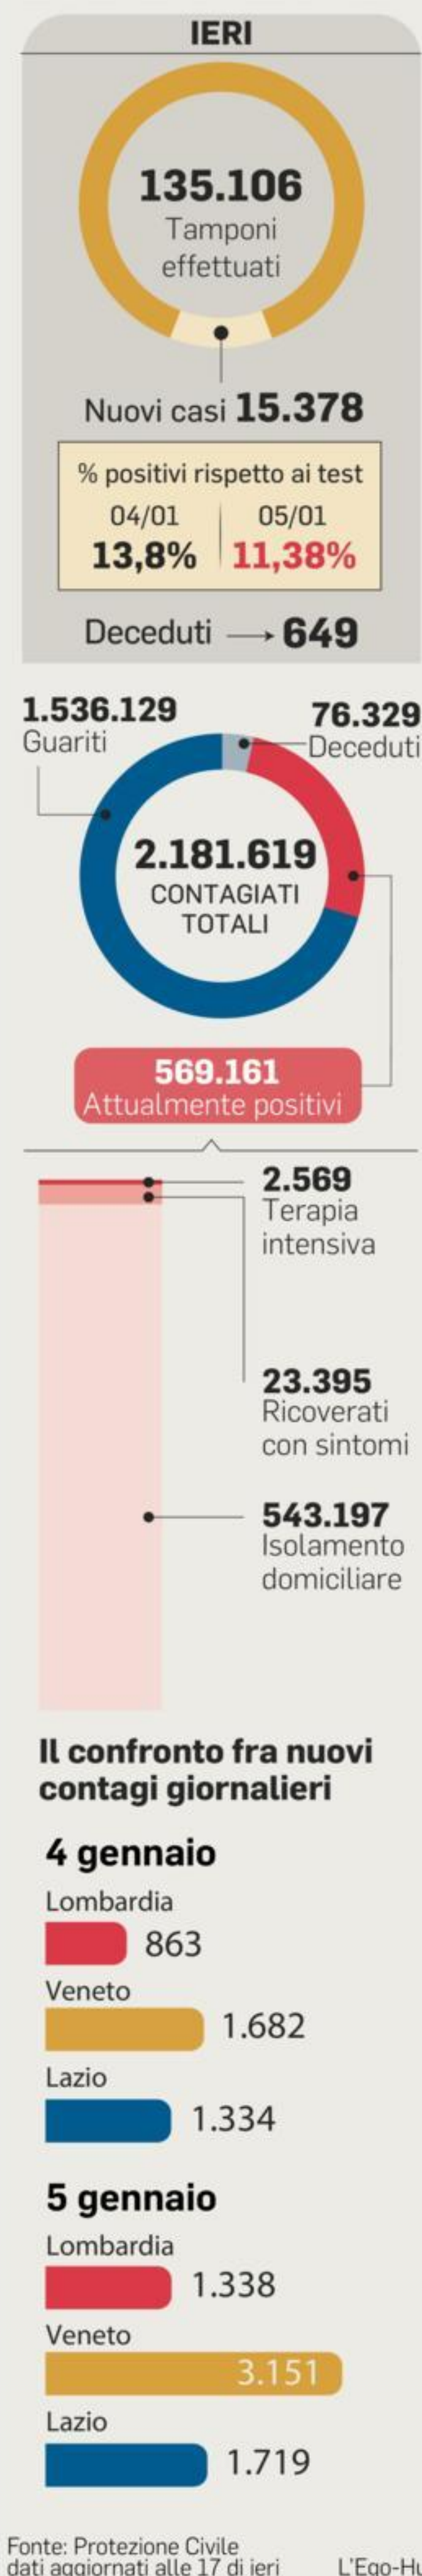 IERI
135.106
Tamponi
effettuati
Nuovi casi 15.378
% positivi rispetto ai test
04/01 05/01
13,8% 11,38%
Deceduti → 649
1.536.129
Guariti
76.329
Deceduti
2.181.619
CONTAGIATI
TOTALI
569.161
Attualmente positivi
2.569
Terapia
intensiva
23.395
Ricoverati
con sintomi
543.197
Isolamento
domiciliare
Il confronto fra nuovi
contagi giornalieri
4 gennaio
Lombardia
863
Veneto
1.682
Lazio
1.334
5 gennaio
Lombardia
1.338
Veneto
3.151
Lazio
1.719
Fonte: Protezione Civile
dati aggiornati alle 17 di ieri
L'Ego-Hu